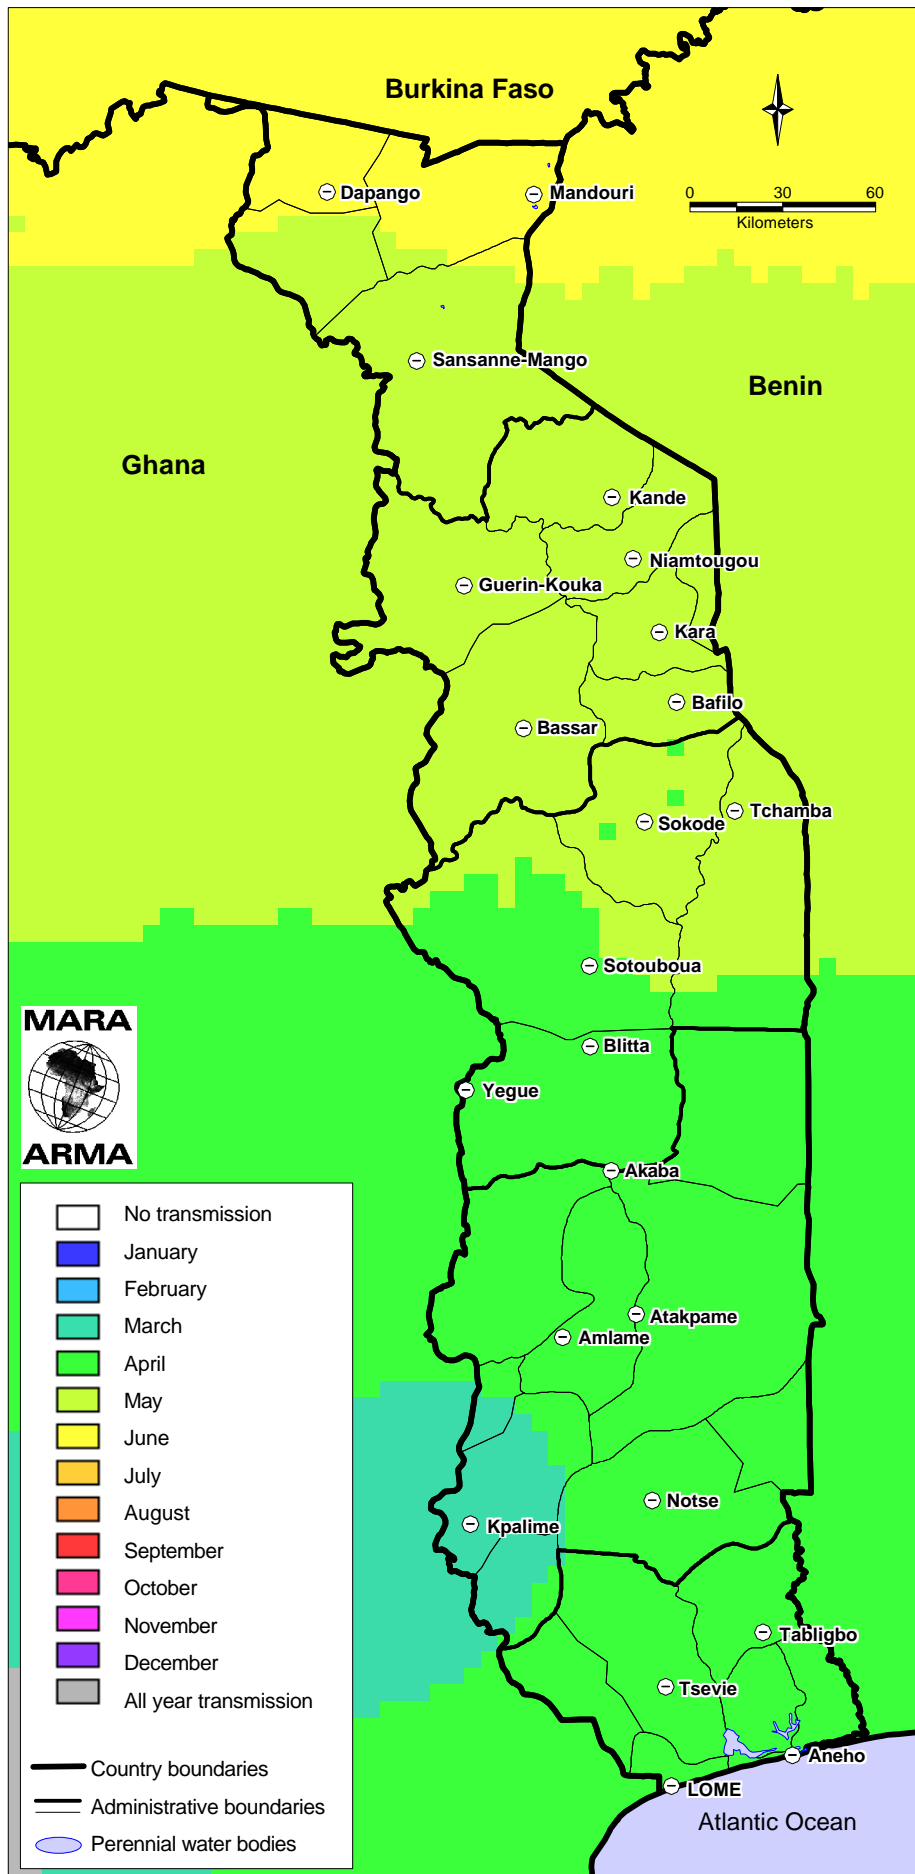 Burkina Faso
Dapango
Mandouri
0 30 60
Kilometers
Sansanne-Mango
Benin
Ghana
Kande
Niamtougou
Guerin-Kouka
Kara
Bafilo
Bassar
Tchamba
Sokode
Sotouboua
MARA
ARMA
Blitta
Yegue
Akaba
Atakpame
Amlame
Notse
Kpalime
Tabligbo
Tsevie
Aneho
LOME
Atlantic Ocean
No transmission
January
February
March
April
May
June
July
August
September
October
November
December
All year transmission
Country boundaries
Administrative boundaries
Perennial water bodies